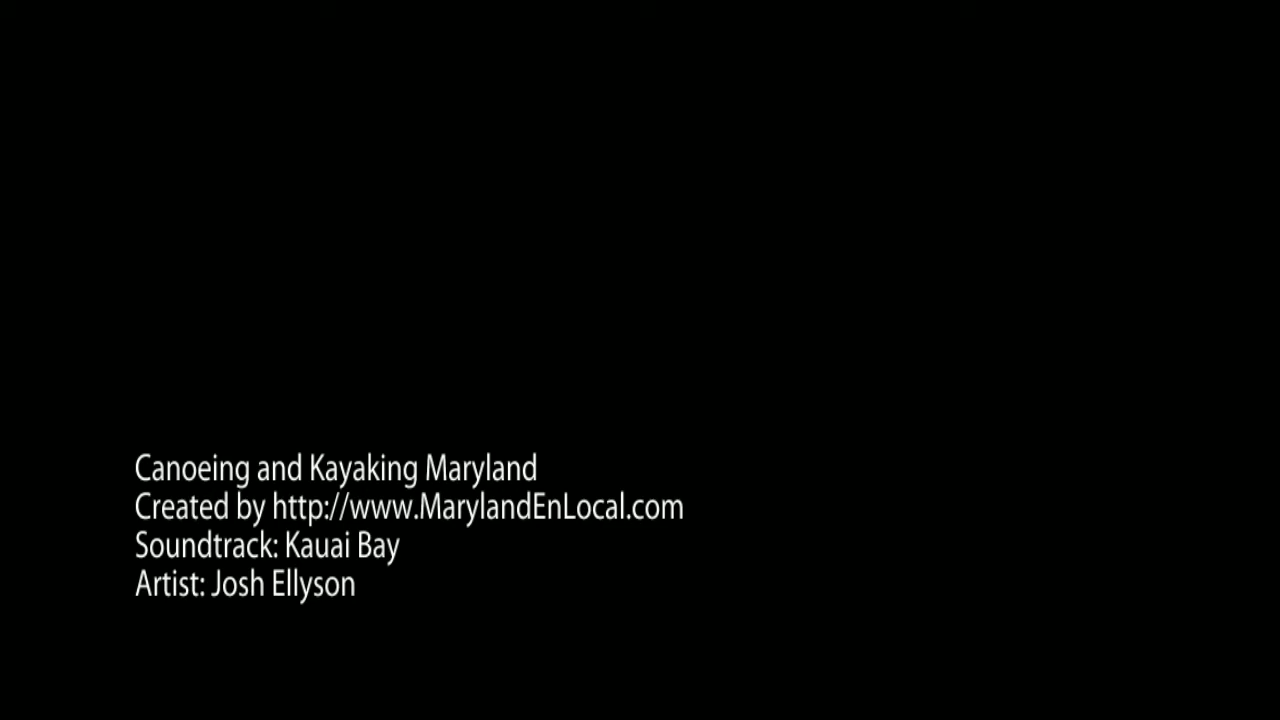 Canoeing and Kayaking Maryland
Created by http://www.MarylandEnLocal.com
Soundtrack: Kauai Bay
Artist: Josh Ellyson